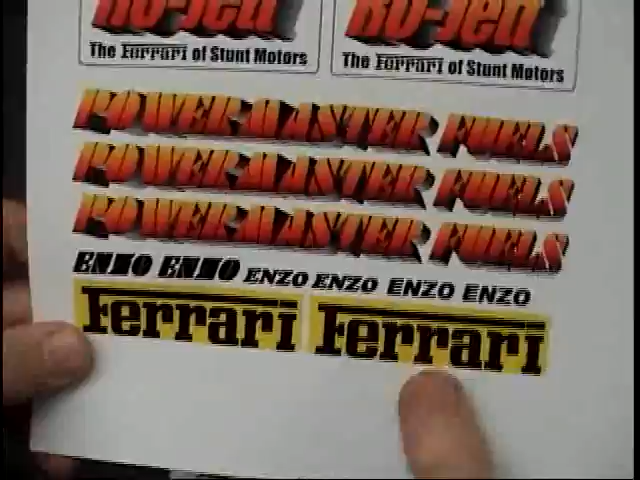 Ro-Jett Ro-Jett
The Ferrari of Stunt Motors The Ferrari of Stunt Motors
POWERMASTER FUELS
POWERMASTER FUELS
POWERMASTER FUELS
ENZO ENZO ENZO ENZO ENZO ENZO
Ferrari Ferrari